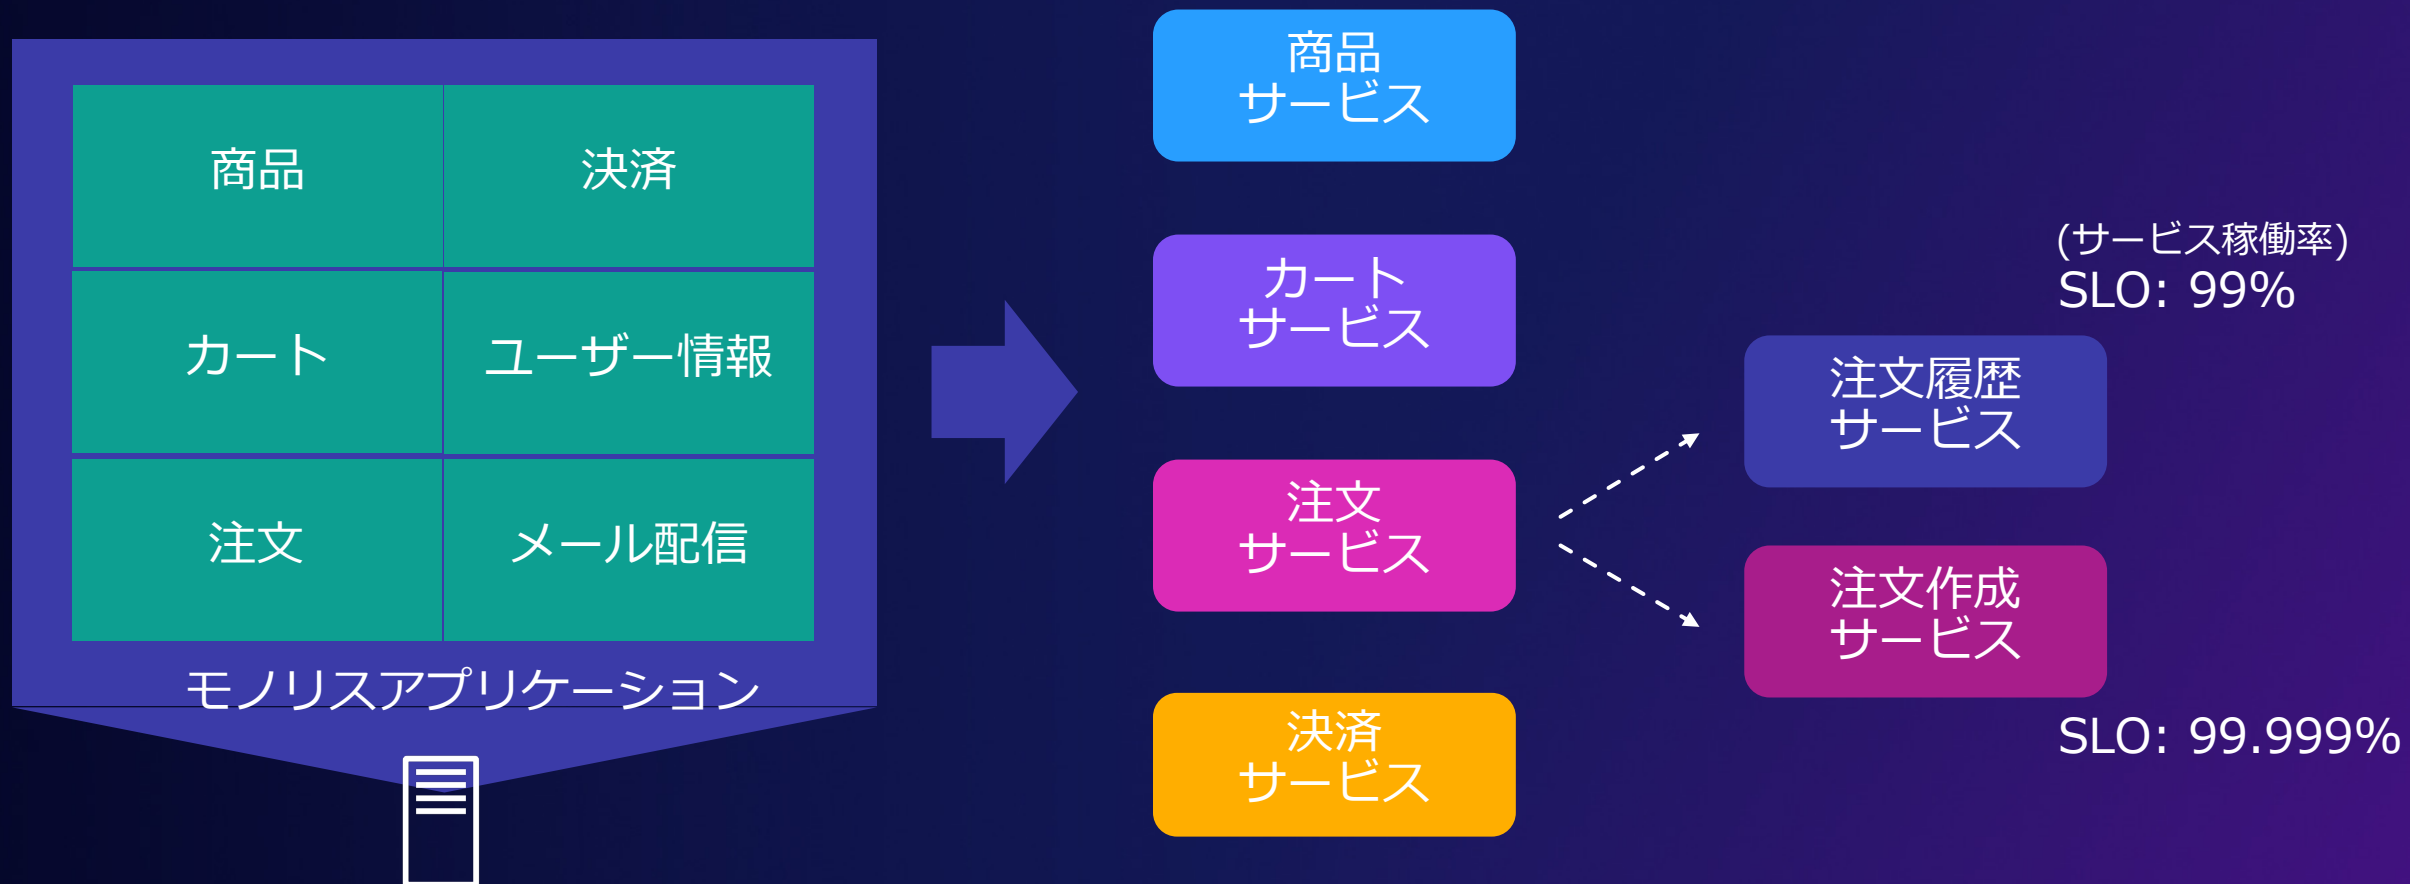 商品
決済
カート
ユーザー情報
注文
メール配信
モノリスアプリケーション
商品
サービス
カート
サービス
注文
サービス
決済
サービス
(サービス稼働率)
SLO: 99%
注文履歴
サービス
注文作成
サービス
SLO: 99.999%